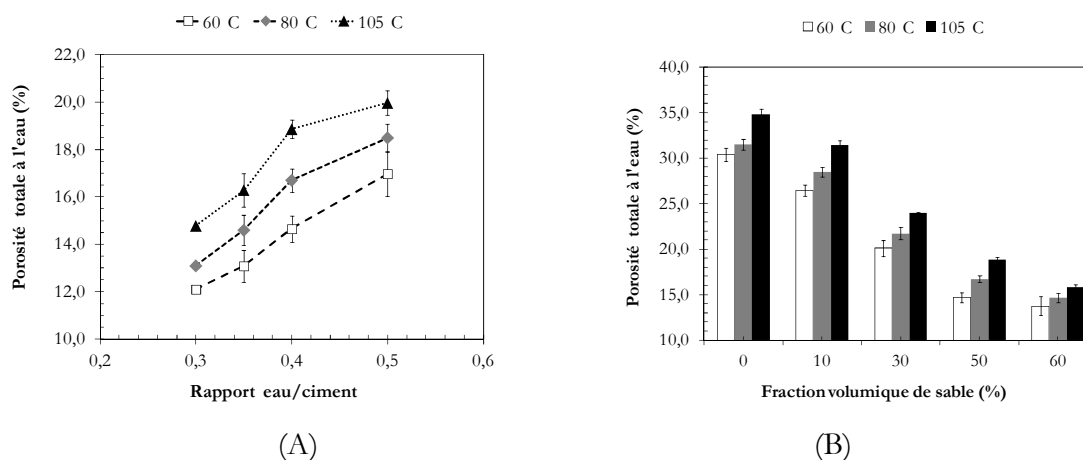 60 C 80 C 105 C
22,0
20,0
18,0
16,0
14,0
12,0
10,0
0,2 0,3 0,4 0,5 0,6
Porosité totale à l'eau (%)
Rapport eau/ciment
(A)
60 C 80 C 105 C
40,0
35,0
30,0
25,0
20,0
15,0
10,0
0 10 30 50 60
Porosité totale à l'eau (%)
Fraction volumique de sable (%)
(B)